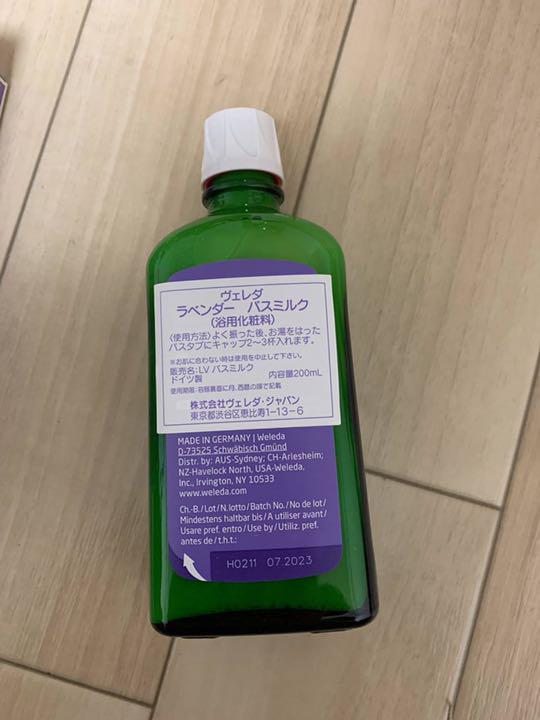 ヴェレダ
ラベンダー バスミルク
(浴用化粧料)
〈使用方法〉よく振った後、お湯をはった
バスタブにキャップ2〜3杯入れます。
※お肌に合わない時は使用を中止して下さい。
販売名:LV バスミルク
ドイツ製 内容量200mL
使用期限:容器裏面に月、西暦の順で記載
株式会社ヴェレダ・ジャパン
東京都渋谷区恵比寿1-13-6
MADE IN GERMANY | Weleda
D-73525 Schwäbisch Gmünd
Distr. by: AUS-Sydney; CH-Arlesheim;
NZ-Havelock North, USA-Weleda,
Inc., Irvington, NY 10533
www.weleda.com
Ch.-B./Lot/N.lotto/Batch No./No de lot/
Mindestens haltbar bis/A utiliser avant/
Usare pref. entro/Use by/Utiliz. pref.
antes de/t.h.t.:
H0211 07.2023